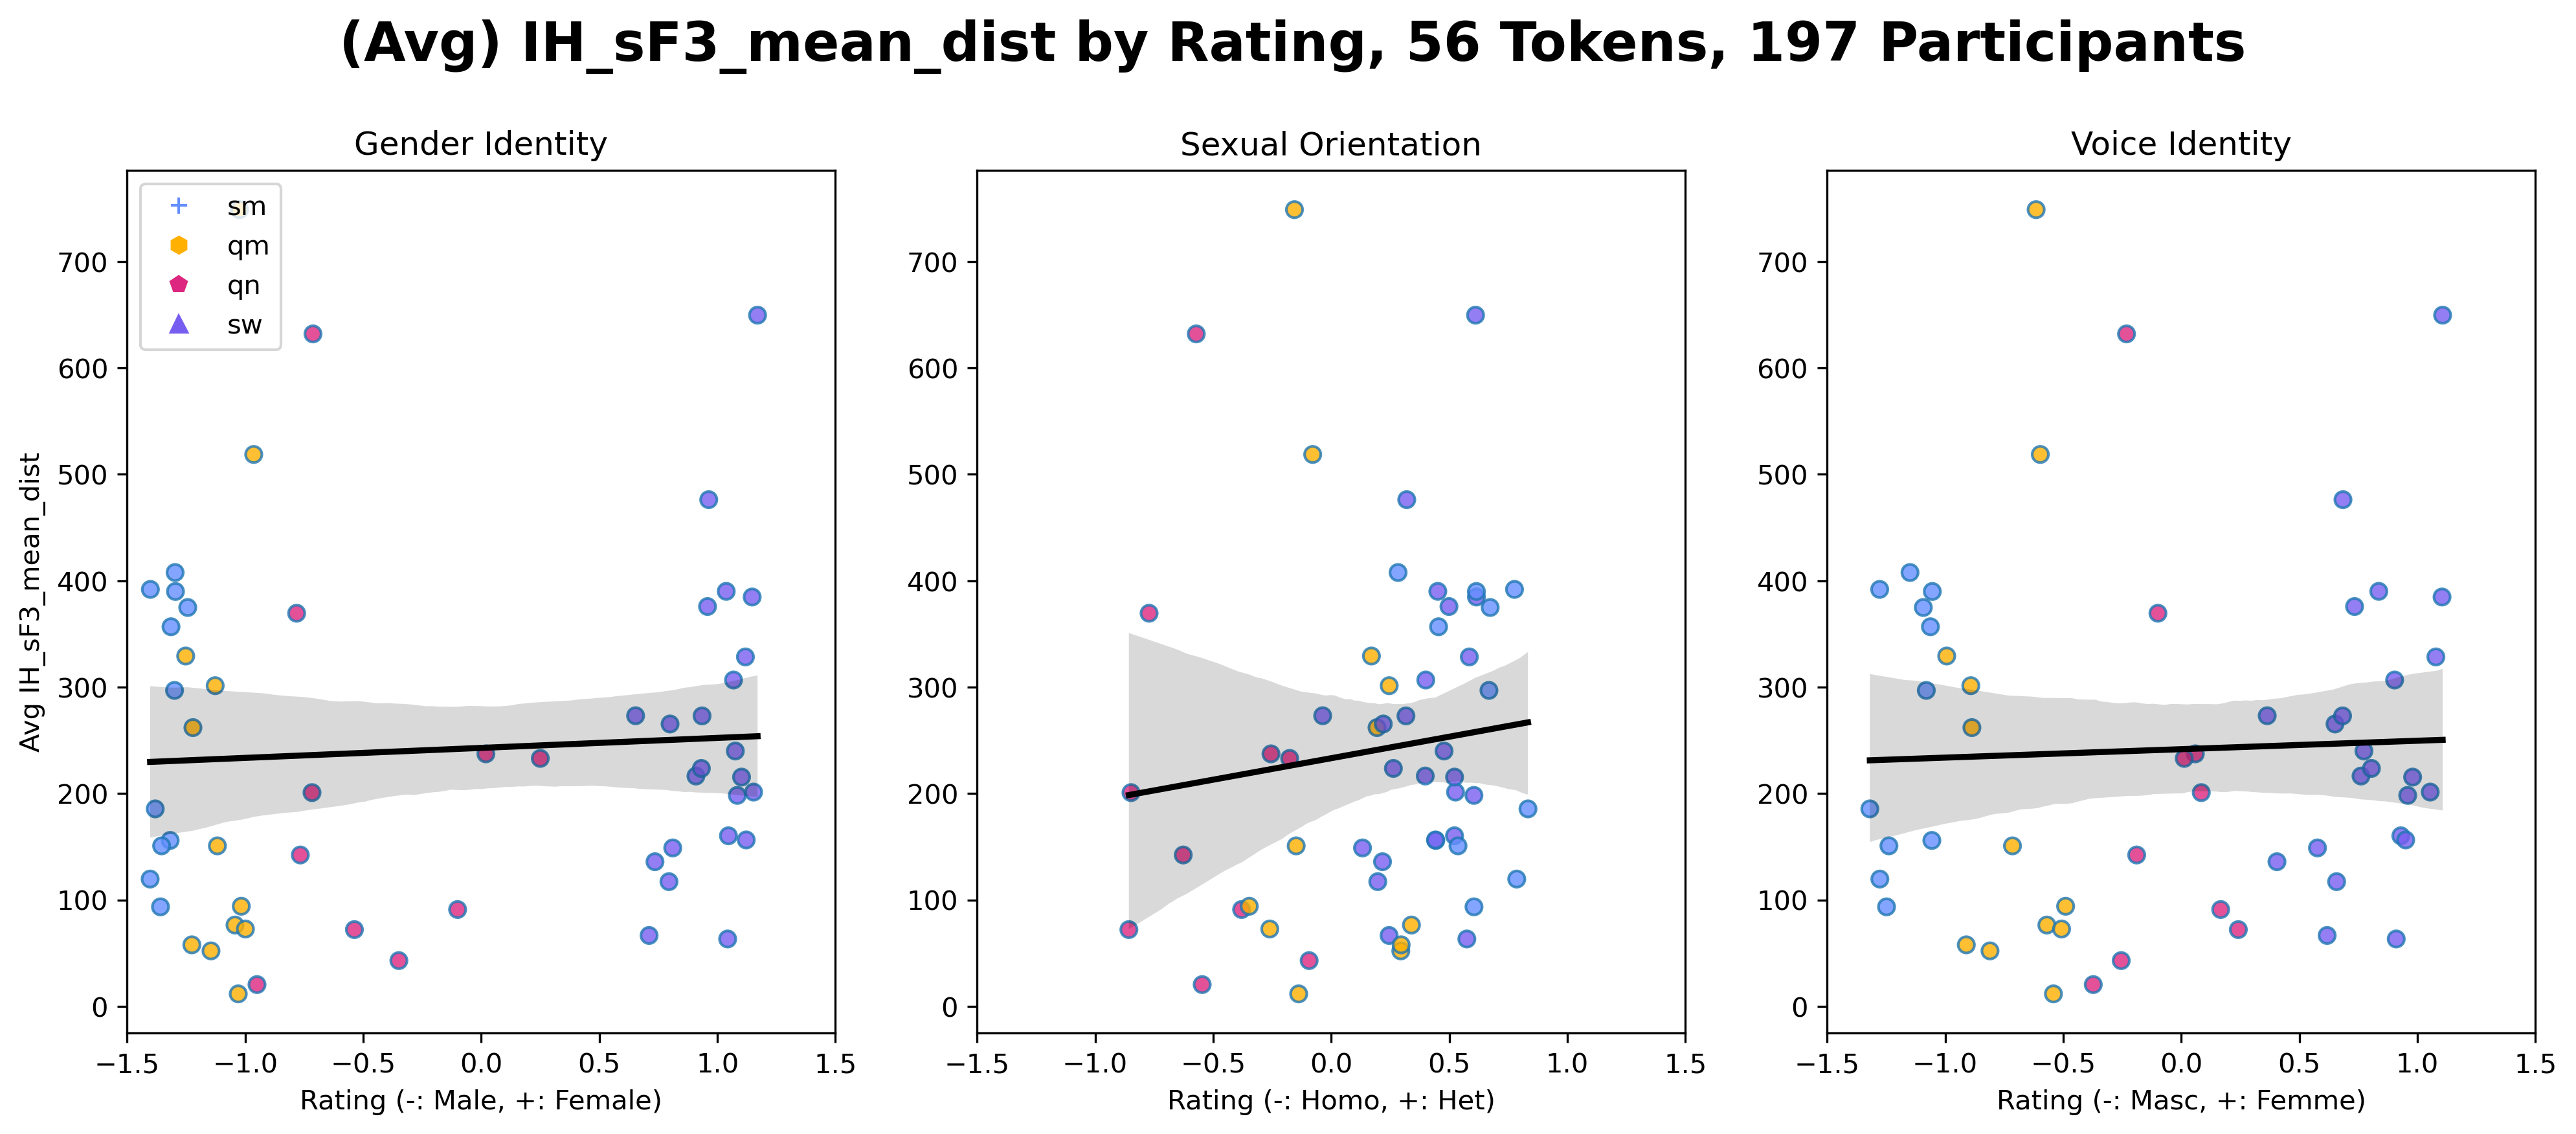 (Avg) IH_sF3_mean_dist by Rating, 56 Tokens, 197 Participants
Gender Identity
Sexual Orientation
Voice Identity
sm
qm
qn
sw
Avg IH_sF3_mean_dist
700
600
500
400
300
200
100
0
−1.5 −1.0 −0.5 0.0 0.5 1.0 1.5
Rating (-: Male, +: Female)
700
600
500
400
300
200
100
0
−1.5 −1.0 −0.5 0.0 0.5 1.0 1.5
Rating (-: Homo, +: Het)
700
600
500
400
300
200
100
0
−1.5 −1.0 −0.5 0.0 0.5 1.0 1.5
Rating (-: Masc, +: Femme)